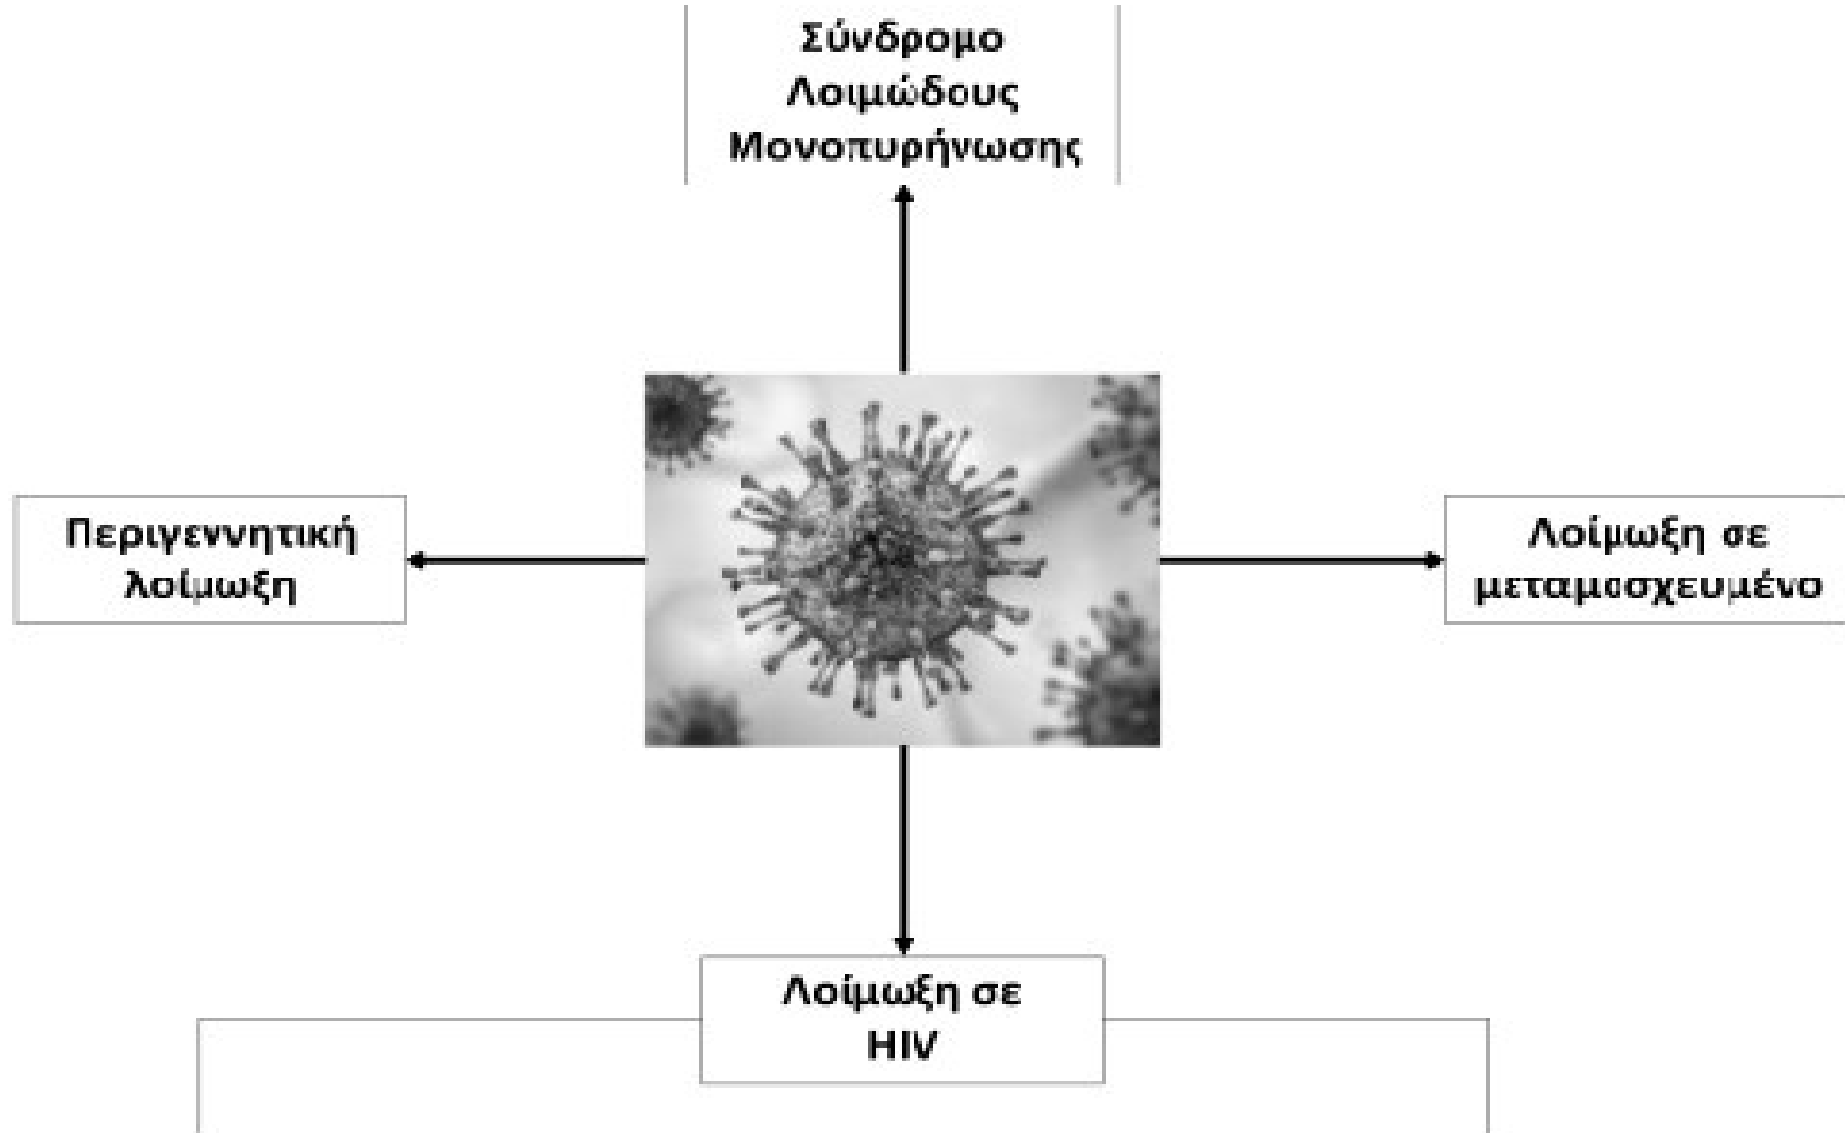 Σύνδρομο
Λοιμώδους
Μονοπυρήνωσης
Περιγεννητική
λοίμωξη
Λοίμωξη σε
μεταμοσχευμένο
Λοίμωξη σε
HIV